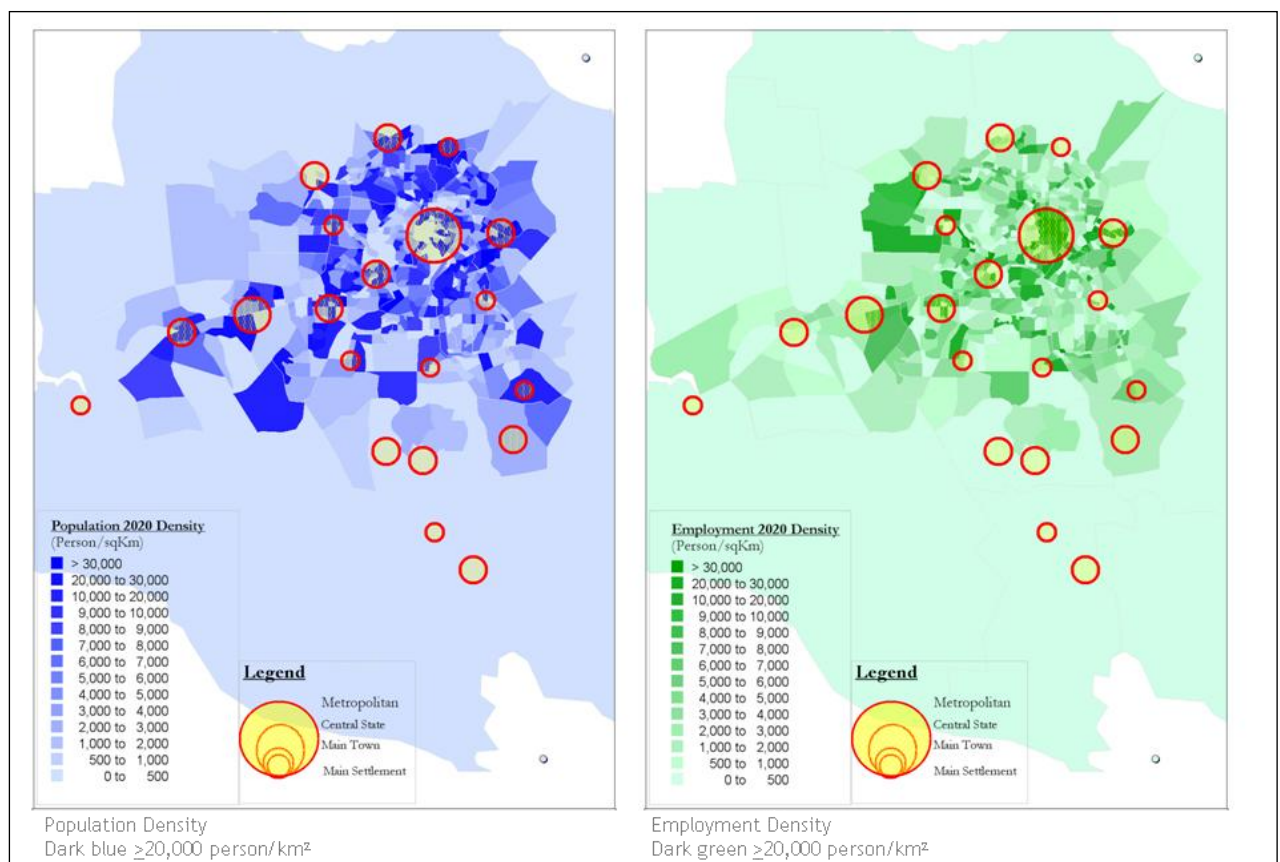 Population 2020 Density
(Person/sqKm)
> 30,000
20,000 to 30,000
10,000 to 20,000
9,000 to 10,000
8,000 to 9,000
7,000 to 8,000
6,000 to 7,000
5,000 to 6,000
4,000 to 5,000
3,000 to 4,000
2,000 to 3,000
1,000 to 2,000
500 to 1,000
0 to 500
Legend
Metropolitan
Central State
Main Town
Main Settlement
Population Density
Dark blue ≥20,000 person/km²
Employment 2020 Density
(Person/sqKm)
> 30,000
20,000 to 30,000
10,000 to 20,000
9,000 to 10,000
8,000 to 9,000
7,000 to 8,000
6,000 to 7,000
5,000 to 6,000
4,000 to 5,000
3,000 to 4,000
2,000 to 3,000
1,000 to 2,000
500 to 1,000
0 to 500
Legend
Metropolitan
Central State
Main Town
Main Settlement
Employment Density
Dark green ≥20,000 person/km²